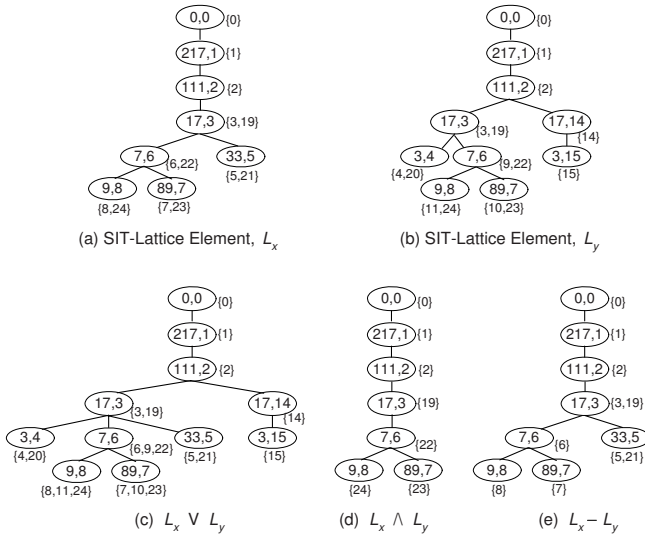 0,0 {0} 0,0 {0}
217,1 {1} 217,1 {1}
111,2 {2} 111,2 {2}
17,3 {3,19} 17,3 {3,19} 17,14 {14}
7,6 {6,22} 33,5 {5,21} 3,4 {4,20} 7,6 {9,22} 3,15 {15}
9,8 {8,24} 89,7 {7,23} 9,8 {11,24} 89,7 {10,23}
(a) SIT-Lattice Element, Lx (b) SIT-Lattice Element, Ly
0,0 {0} 0,0 {0} 0,0 {0}
217,1 {1} 217,1 {1} 217,1 {1}
111,2 {2} 111,2 {2} 111,2 {2}
17,3 {3,19} 17,14 {14} 17,3 {19} 17,3 {3,19}
3,4 {4,20} 7,6 {6,9,22} 33,5 {5,21} 3,15 {15} 7,6 {22} 7,6 {6} 33,5 {5,21}
9,8 {8,11,24} 89,7 {7,10,23} 9,8 {24} 89,7 {23} 9,8 {8} 89,7 {7}
(c) Lx V Ly (d) Lx Λ Ly (e) Lx – Ly